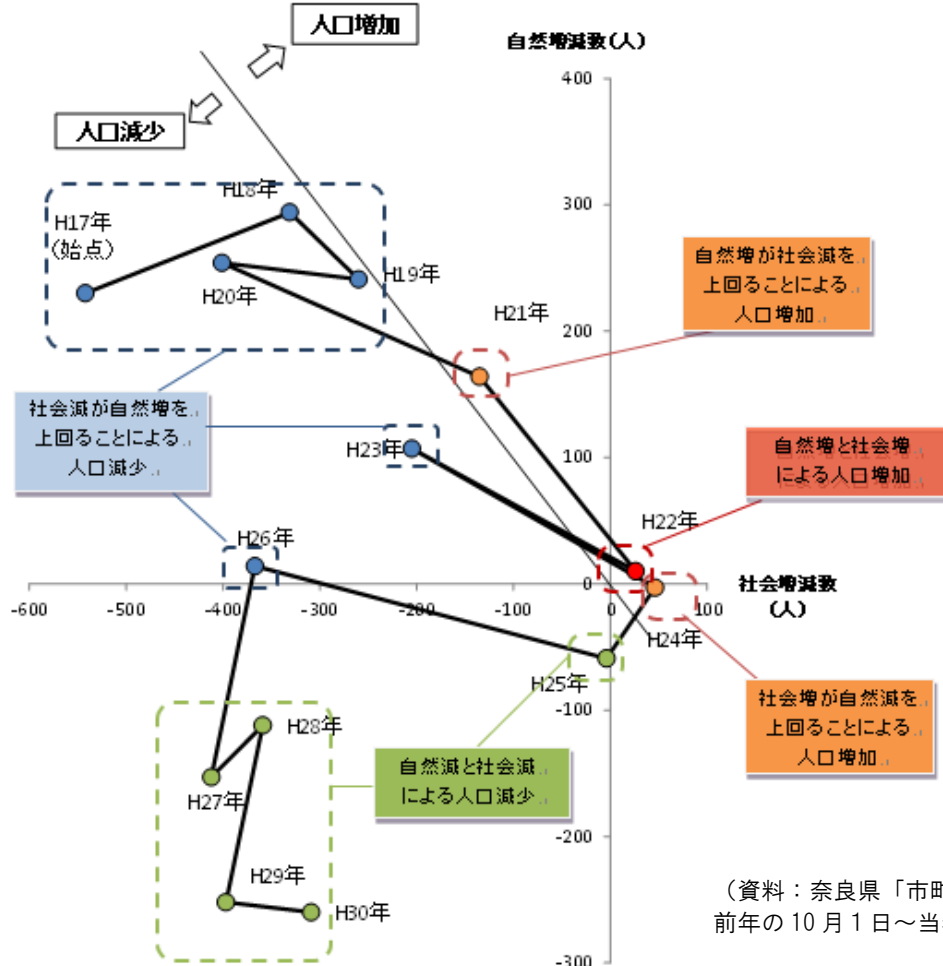 人口増加
自然増減数(人)
400
人口減少
300
H18年
H17年
(始点)
H19年
H20年
自然増が社会減を
上回ることによる
人口増加
H21年
200
社会減が自然増を
上回ることによる
人口減少
H23年
100
自然増と社会増
による人口増加
H22年
H26年
0
社会増減数
(人)
-600
-500
-400
-300
-200
-100
0
100
H24年
H25年
-100
社会増が自然減を
上回ることによる
人口増加
H28年
自然減と社会減
による人口減少
H27年
-200
H29年
H30年
(資料：奈良県「市町
前年の10月1日～当
-300